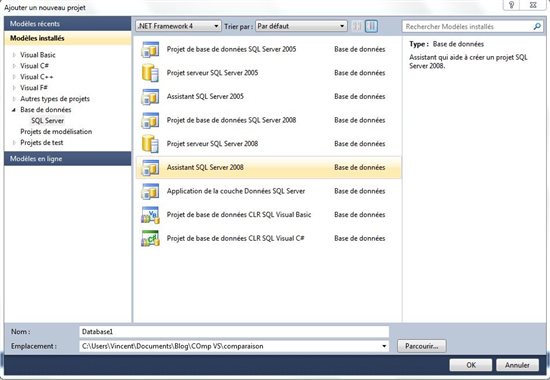 Ajouter un nouveau projet
Modèles récents
Modèles installés
Visual Basic
Visual C#
Visual C++
Visual F#
Autres types de projets
Base de données
SQL Server
Projets de modélisation
Projets de test
Modèles en ligne
.NET Framework 4
Trier par :
Par défaut
Projet de base de données SQL Server 2005 Base de données
Projet serveur SQL Server 2005 Base de données
Assistant SQL Server 2005 Base de données
Projet de base de données SQL Server 2008 Base de données
Projet serveur SQL Server 2008 Base de données
Assistant SQL Server 2008 Base de données
Application de la couche Données SQL Server Base de données
Projet de base de données CLR SQL Visual Basic Base de données
Projet de base de données CLR SQL Visual C# Base de données
Rechercher Modèles installés
Type : Base de données
Assistant qui aide à créer un projet SQL
Server 2008.
Nom : Database1
Emplacement : C:\Users\Vincent\Documents\Blog\COmp VS\comparaison
Parcourir...
OK
Annuler